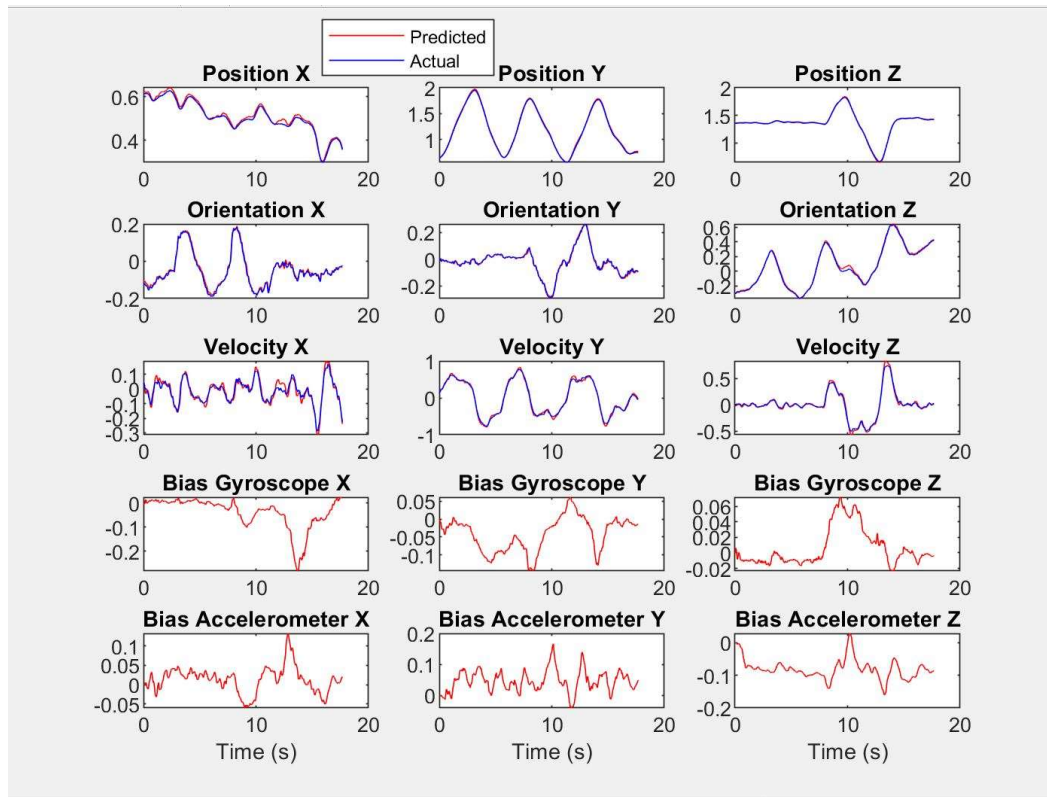 Predicted
Actual
Position X
Position Y
Position Z
0.6
0.4
0 10 20
2
1.5
1
0 10 20
2
1.5
1
0 10 20
Orientation X
Orientation Y
Orientation Z
0.2
0
-0.2
0 10 20
0.2
0
-0.2
0 10 20
0.6
0.4
0.2
0
-0.2
0 10 20
Velocity X
Velocity Y
Velocity Z
0.1
0
-0.1
-0.2
-0.3
0 10 20
1
0
-1
0 10 20
0.5
0
-0.5
0 10 20
Bias Gyroscope X
Bias Gyroscope Y
Bias Gyroscope Z
0
-0.1
-0.2
0 10 20
0.05
0
-0.05
-0.1
0 10 20
0.06
0.04
0.02
0
-0.02
0 10 20
Bias Accelerometer X
Bias Accelerometer Y
Bias Accelerometer Z
0.1
0.05
0
-0.05
0 10 20
0.2
0.1
0
0 10 20
0
-0.1
-0.2
0 10 20
Time (s)
Time (s)
Time (s)